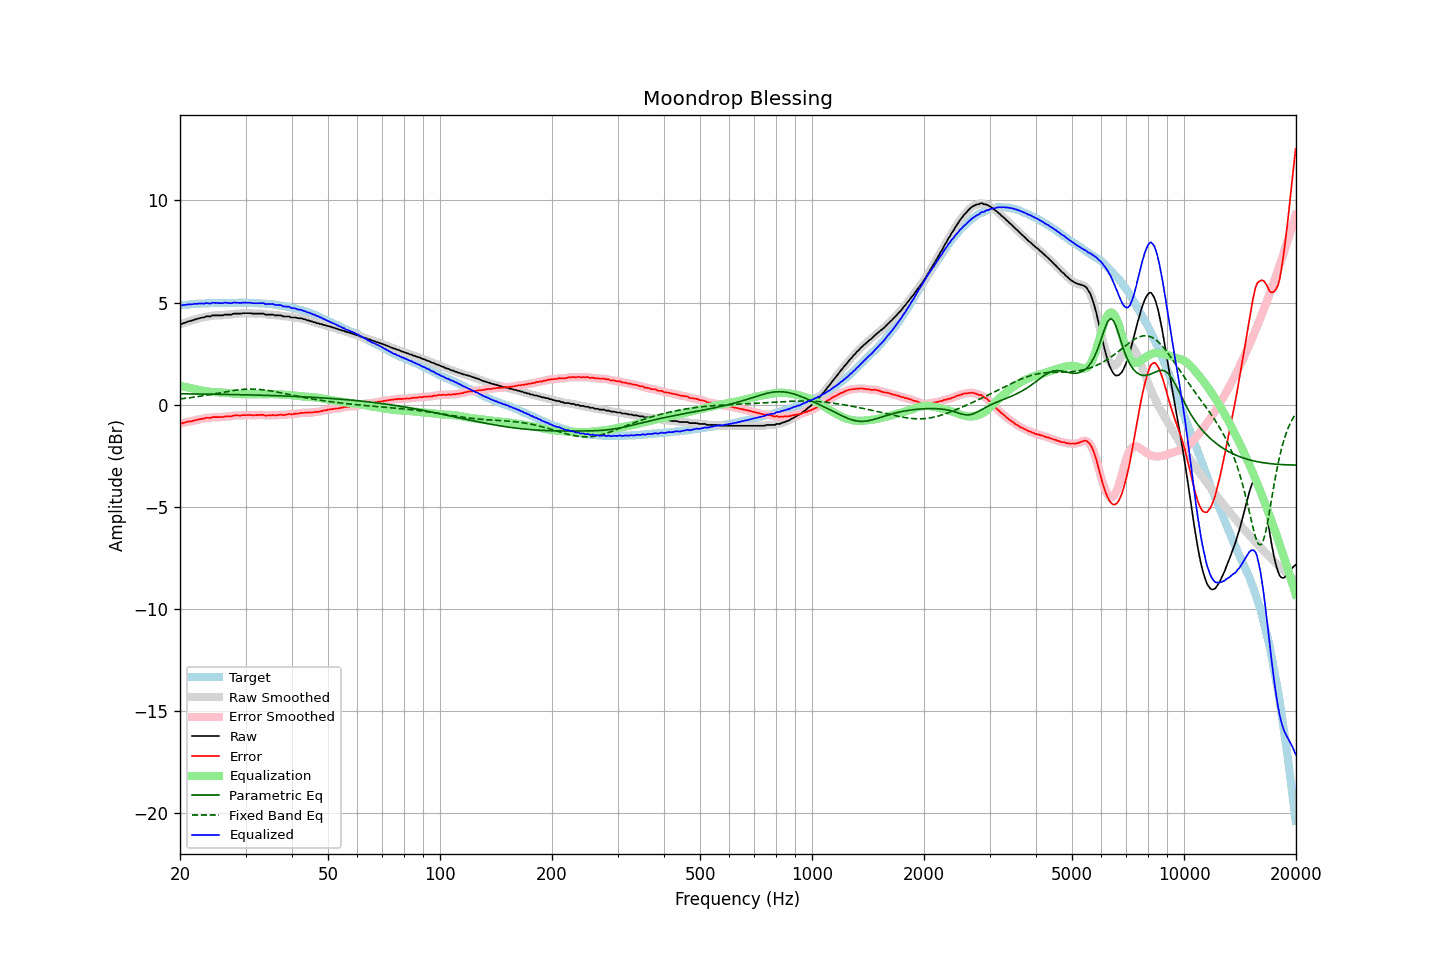 Moondrop Blessing
Amplitude (dBr)
10
5
0
−5
−10
−15
−20
Target
Raw Smoothed
Error Smoothed
Raw
Error
Equalization
Parametric Eq
Fixed Band Eq
Equalized
20 50 100 200 500 1000 2000 5000 10000 20000
Frequency (Hz)